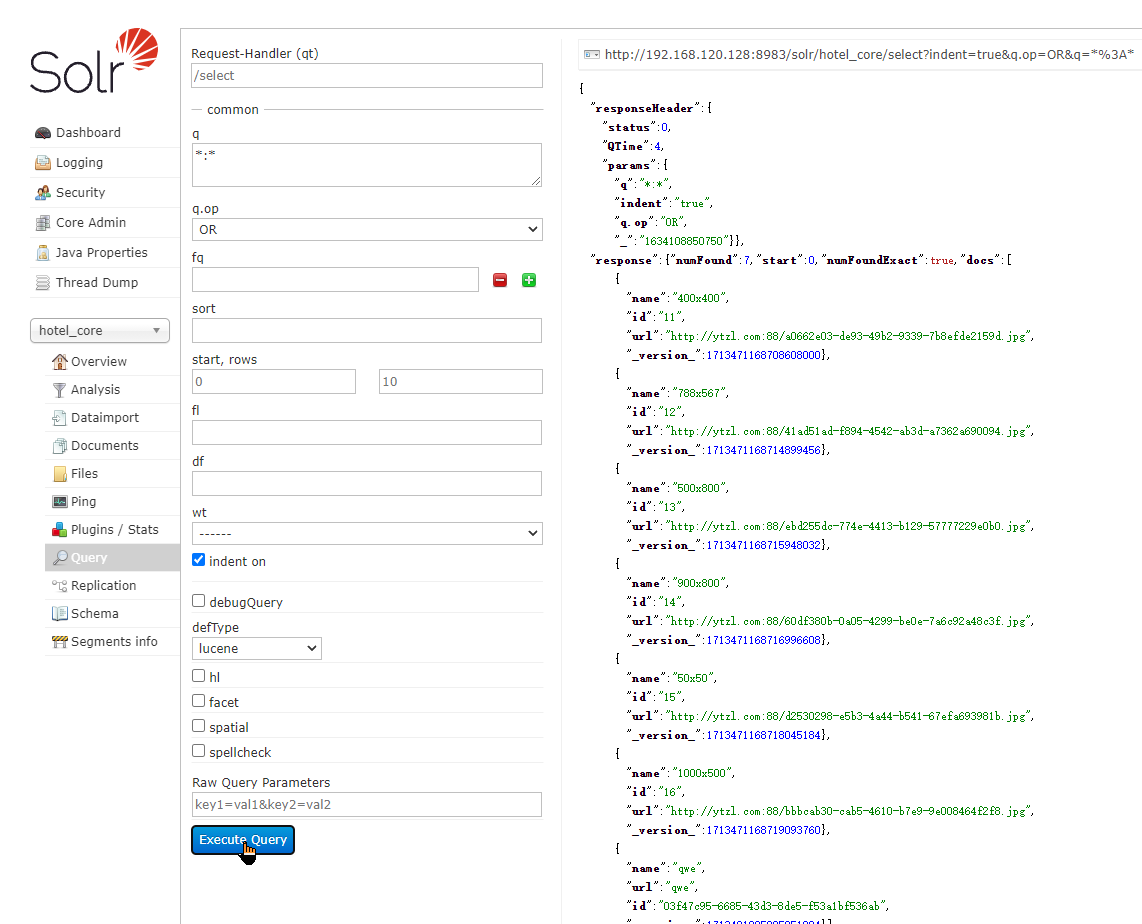 Solr
Dashboard
Logging
Security
Core Admin
Java Properties
Thread Dump
hotel_core
Overview
Analysis
Dataimport
Documents
Files
Ping
Plugins / Stats
Query
Replication
Schema
Segments info
Request-Handler (qt)
/select
common
q
*:*
q.op
OR
fq
sort
start, rows
0 10
fl
df
wt
------
indent on
debugQuery
defType
lucene
hl
facet
spatial
spellcheck
Raw Query Parameters
key1=val1&key2=val2
Execute Query
http://192.168.120.128:8983/solr/hotel_core/select?indent=true&q.op=OR&q=*%3A*
{
"responseHeader":{
"status":0,
"QTime":4,
"params":{
"q":"*:*",
"indent":"true",
"q.op":"OR",
"_":"1634108850750"}},
"response":{"numFound":7,"start":0,"numFoundExact":true,"docs":[
{
"name":"400x400",
"id":"11",
"url":"http://ytzl.com:88/a0662e03-de93-49b2-9339-7b8efde2159d.jpg",
"_version_":1713471168708608000},
{
"name":"788x567",
"id":"12",
"url":"http://ytzl.com:88/41ad51ad-f894-4542-ab3d-a7362a690094.jpg",
"_version_":1713471168714899456},
{
"name":"500x800",
"id":"13",
"url":"http://ytzl.com:88/ebd255dc-774e-4413-b129-57777229e0b0.jpg",
"_version_":1713471168715948032},
{
"name":"900x800",
"id":"14",
"url":"http://ytzl.com:88/60df380b-0a05-4299-be0e-7a6c92a48c3f.jpg",
"_version_":1713471168716996608},
{
"name":"50x50",
"id":"15",
"url":"http://ytzl.com:88/d2530298-e5b3-4a44-b541-67efa693981b.jpg",
"_version_":1713471168718045184},
{
"name":"1000x500",
"id":"16",
"url":"http://ytzl.com:88/bbbcab30-cab5-4610-b7e9-9e008464f2f8.jpg",
"_version_":1713471168719093760},
{
"name":"qwe",
"url":"qwe",
"id":"03f47c95-6685-43d3-8de5-f53a1bf536ab",